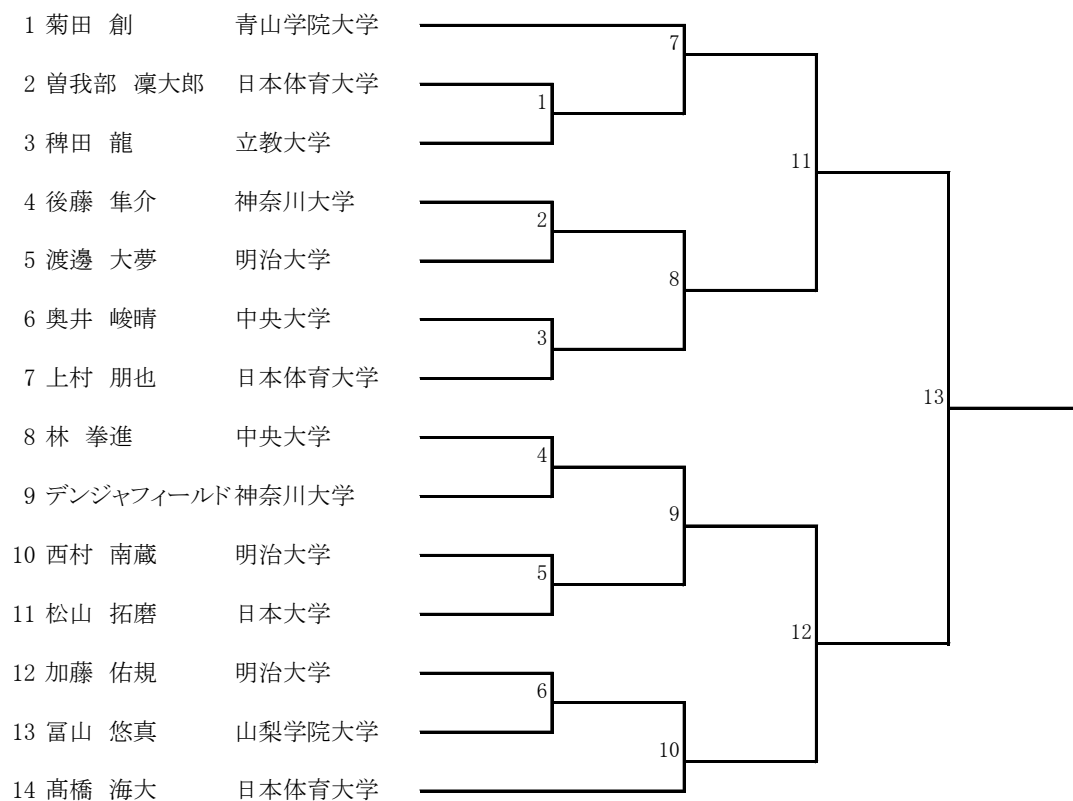 1 菊田 創 青山学院大学
7
2 曽我部 凜大郎 日本体育大学
1
3 稗田 龍 立教大学
11
4 後藤 隼介 神奈川大学
2
5 渡邊 大夢 明治大学
8
6 奥井 峻晴 中央大学
3
7 上村 朋也 日本体育大学
13
8 林 拳進 中央大学
4
9 デンジャフィールド 神奈川大学
9
10 西村 南蔵 明治大学
5
11 松山 拓磨 日本大学
12
12 加藤 佑規 明治大学
6
13 冨山 悠真 山梨学院大学
10
14 髙橋 海大 日本体育大学